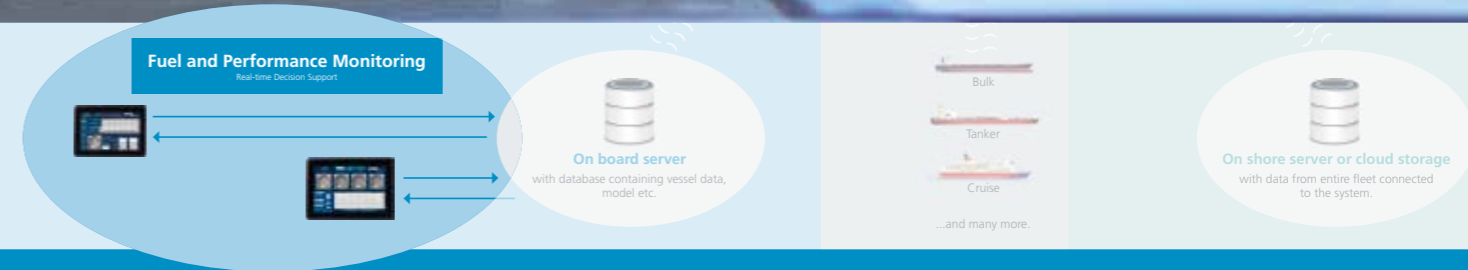 Fuel and Performance Monitoring
Real-time Decision Support
On board server
with database containing vessel data,
model etc.
Bulk
Tanker
Cruise
...and many more.
On shore server or cloud storage
with data from entire fleet connected
to the system.